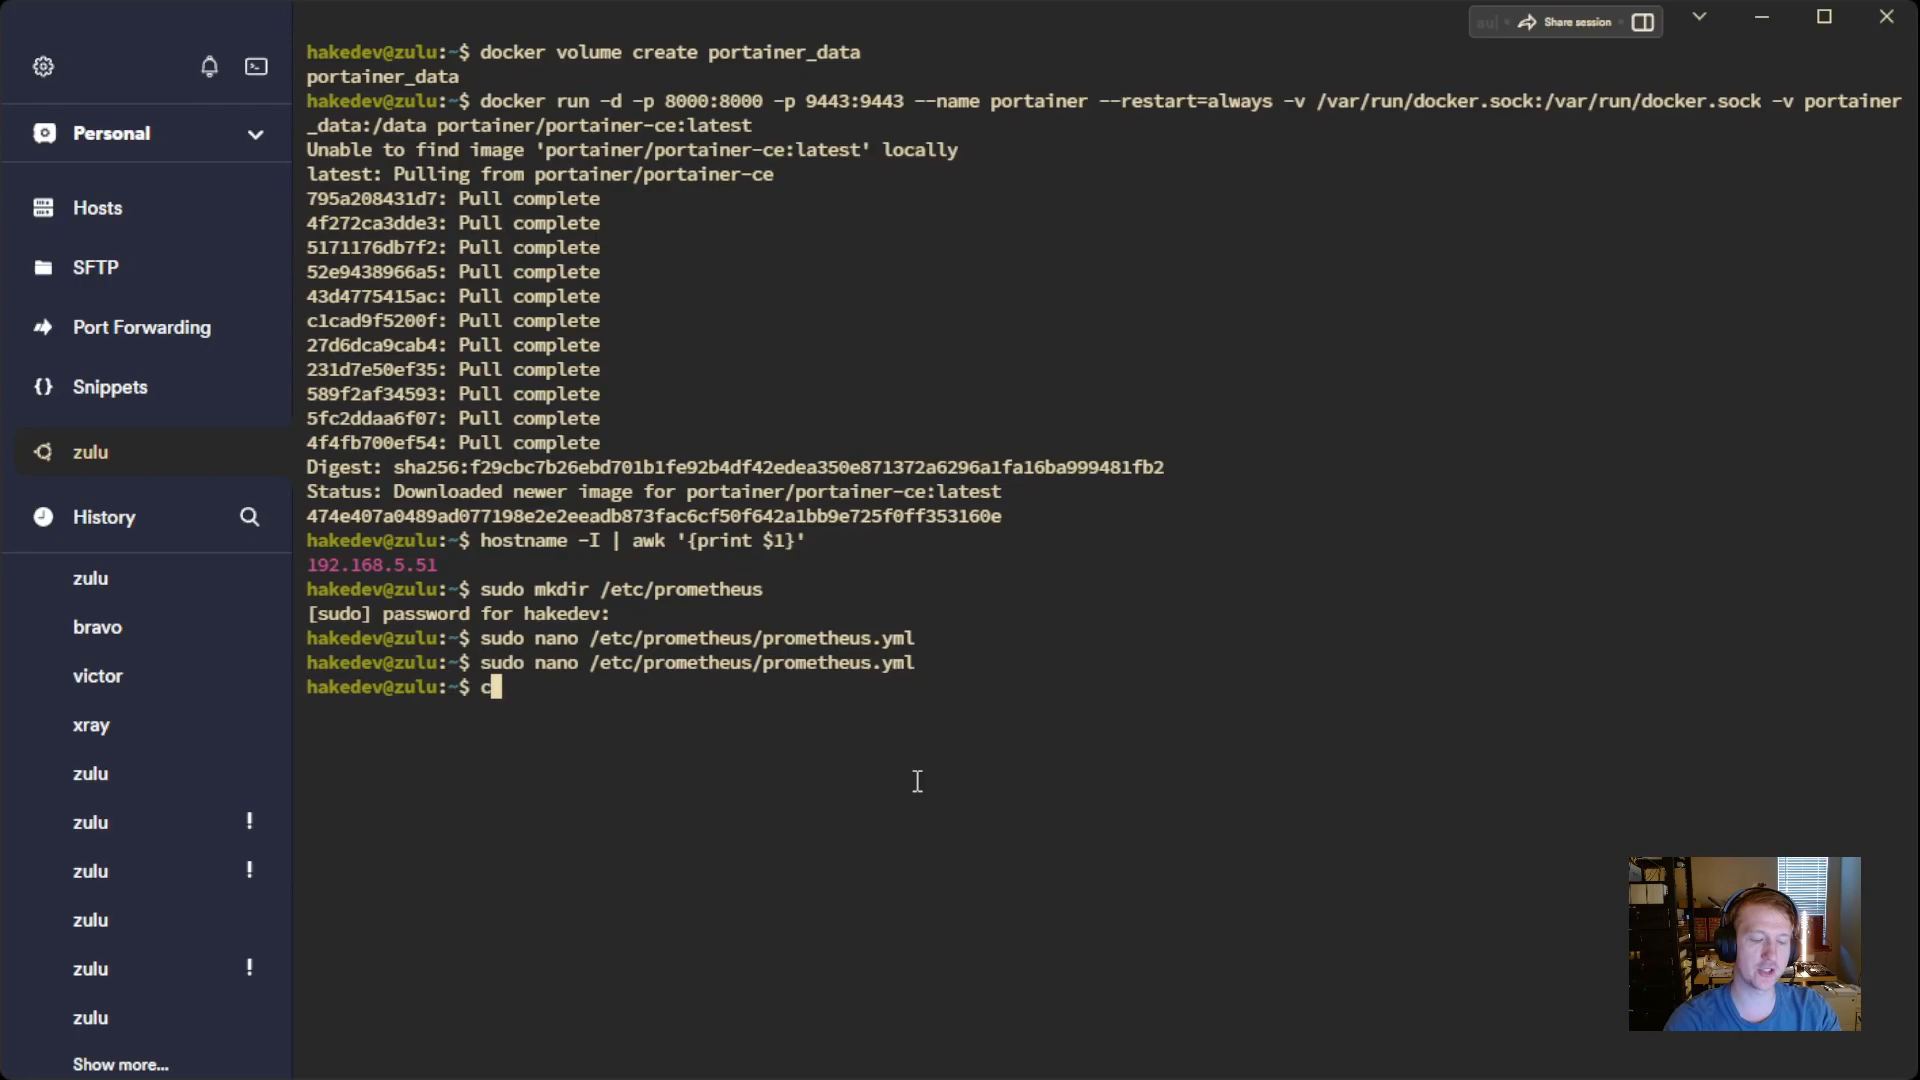 Share session
Personal
Hosts
SFTP
Port Forwarding
Snippets
zulu
History
zulu
bravo
victor
xray
zulu
zulu !
zulu !
zulu
zulu !
zulu
Show more...
hakedev@zulu:~$ docker volume create portainer_data
portainer_data
hakedev@zulu:~$ docker run -d -p 8000:8000 -p 9443:9443 --name portainer --restart=always -v /var/run/docker.sock:/var/run/docker.sock -v portainer
_data:/data portainer/portainer-ce:latest
Unable to find image 'portainer/portainer-ce:latest' locally
latest: Pulling from portainer/portainer-ce
795a208431d7: Pull complete
4f272ca3dde3: Pull complete
5171176db7f2: Pull complete
52e9438966a5: Pull complete
43d4775415ac: Pull complete
c1cad9f5200f: Pull complete
27d6dca9cab4: Pull complete
231d7e50ef35: Pull complete
589f2af34593: Pull complete
5fc2ddaa6f07: Pull complete
4f4fb700ef54: Pull complete
Digest: sha256:f29cbc7b26ebd701b1fe92b4df42edea350e871372a6296a1fa16ba999481fb2
Status: Downloaded newer image for portainer/portainer-ce:latest
474e407a0489ad077198e2e2eeadb873fac6cf50f642a1bb9e725f0ff353160e
hakedev@zulu:~$ hostname -I | awk '{print $1}'
192.168.5.51
hakedev@zulu:~$ sudo mkdir /etc/prometheus
[sudo] password for hakedev:
hakedev@zulu:~$ sudo nano /etc/prometheus/prometheus.yml
hakedev@zulu:~$ sudo nano /etc/prometheus/prometheus.yml
hakedev@zulu:~$ c